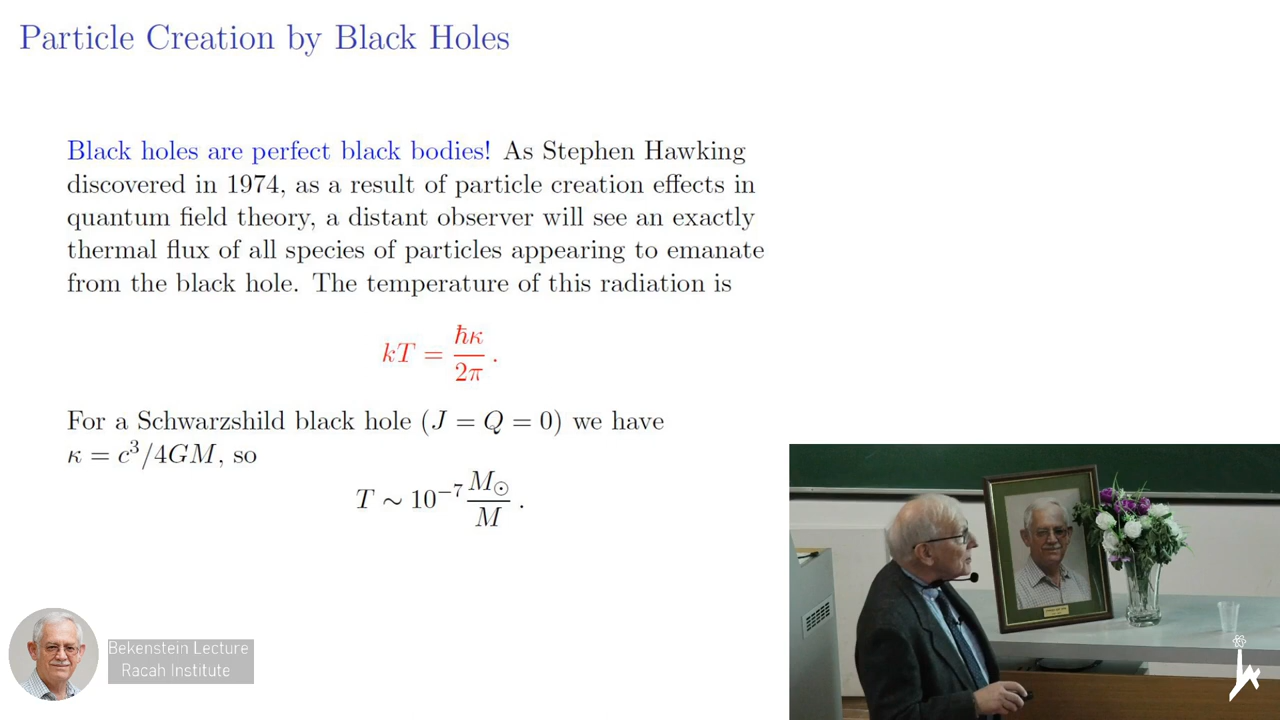 Particle Creation by Black Holes
Black holes are perfect black bodies! As Stephen Hawking
discovered in 1974, as a result of particle creation effects in
quantum field theory, a distant observer will see an exactly
thermal flux of all species of particles appearing to emanate
from the black hole. The temperature of this radiation is
kT = ħκ/2π .
For a Schwarzshild black hole (J = Q = 0) we have
κ = c³/4GM, so
T ∼ 10⁻⁷ M☉/M .
Bekenstein Lecture
Racah Institute